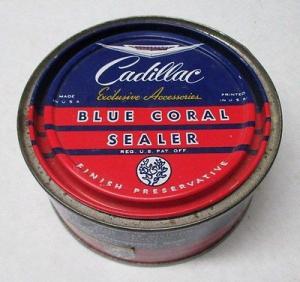 Cadillac
Exclusive Accessories
MADE
IN U.S.A.
PRINTED
IN U.S.A.
BLUE CORAL
SEALER
REG. U.S. PAT. OFF.
FINISH PRESERVATIVE